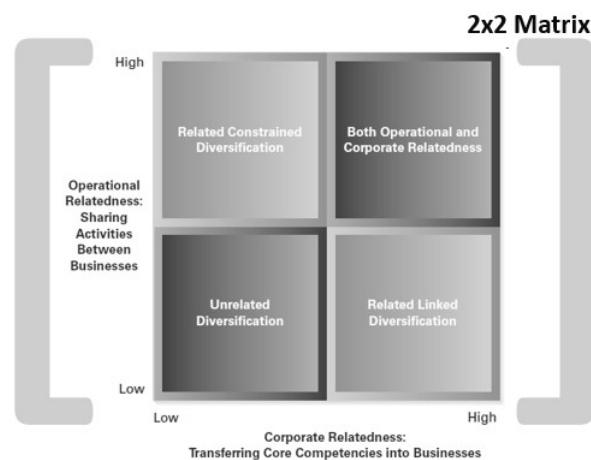 2x2 Matrix
High
Related Constrained
Diversification
Both Operational and
Corporate Relatedness
Operational
Relatedness:
Sharing
Activities
Between
Businesses
Unrelated
Diversification
Related Linked
Diversification
Low
Low
High
Corporate Relatedness:
Transferring Core Competencies into Businesses